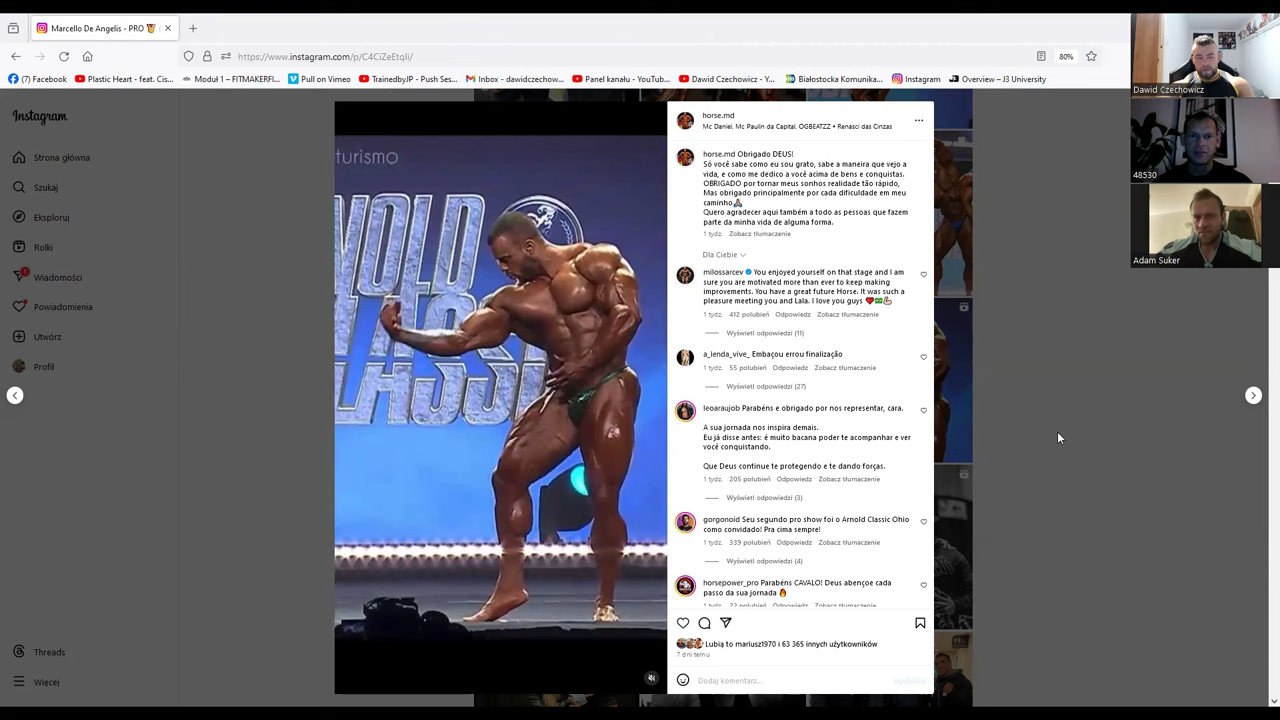 Marcello De Angelis - PRO
https://www.instagram.com/p/C4CiZeEtqIi/
80%
(7) Facebook
Plastic Heart - feat. Cis...
Moduł 1 – FITMAKERFI...
Pull on Vimeo
TrainedbyJP - Push Ses...
Inbox - dawidczechow...
Panel kanału - YouTub...
Dawid Czechowicz - Y...
Białostocka Komunika...
Instagram
Overview – J3 University
Dawid Czechowicz
48530
Adam Suker
Instagram
Strona główna
Szukaj
Eksploruj
Rolki
Wiadomości
Powiadomienia
Utwórz
Profil
Threads
Więcej
turismo
horse.md
Mc Daniel, Mc Paulin da Capital, OGBEATZZ • Renasci das Cinzas
horse.md Obrigado DEUS!
Só você sabe como eu sou grato, sabe a maneira que vejo a
vida, e como me dedico a você acima de bens e conquistas.
OBRIGADO por tornar meus sonhos realidade tão rápido,
Mas obrigado principalmente por cada dificuldade em meu
caminho🙏🏽
Quero agradecer aqui também a todo as pessoas que fazem
parte da minha vida de alguma forma.
1 tydz. Zobacz tłumaczenie
Dla Ciebie
milossarcev You enjoyed yourself on that stage and I am
sure you are motivated more than ever to keep making
improvements. You have a great future Horse. It was such a
pleasure meeting you and Lala. I love you guys ❤️🇧🇷💪🏻
1 tydz. 412 polubień Odpowiedz Zobacz tłumaczenie
Wyświetl odpowiedzi (11)
a_lenda_vive_ Embaçou errou finalização
1 tydz. 55 polubień Odpowiedz Zobacz tłumaczenie
Wyświetl odpowiedzi (27)
leoaraujob Parabéns e obrigado por nos representar, cara.
A sua jornada nos inspira demais.
Eu já disse antes: é muito bacana poder te acompanhar e ver
você conquistando.
Que Deus continue te protegendo e te dando forças.
1 tydz. 205 polubień Odpowiedz Zobacz tłumaczenie
Wyświetl odpowiedzi (3)
gorgonoid Seu segundo pro show foi o Arnold Classic Ohio
como convidado! Pra cima sempre!
1 tydz. 339 polubień Odpowiedz Zobacz tłumaczenie
Wyświetl odpowiedzi (4)
horsepower_pro Parabéns CAVALO! Deus abençoe cada
passo da sua jornada 🔥
1 tydz. 22 polubień Odpowiedz Zobacz tłumaczenie
Lubią to mariusz1970 i 63 365 innych użytkowników
7 dni temu
Dodaj komentarz...
Opublikuj